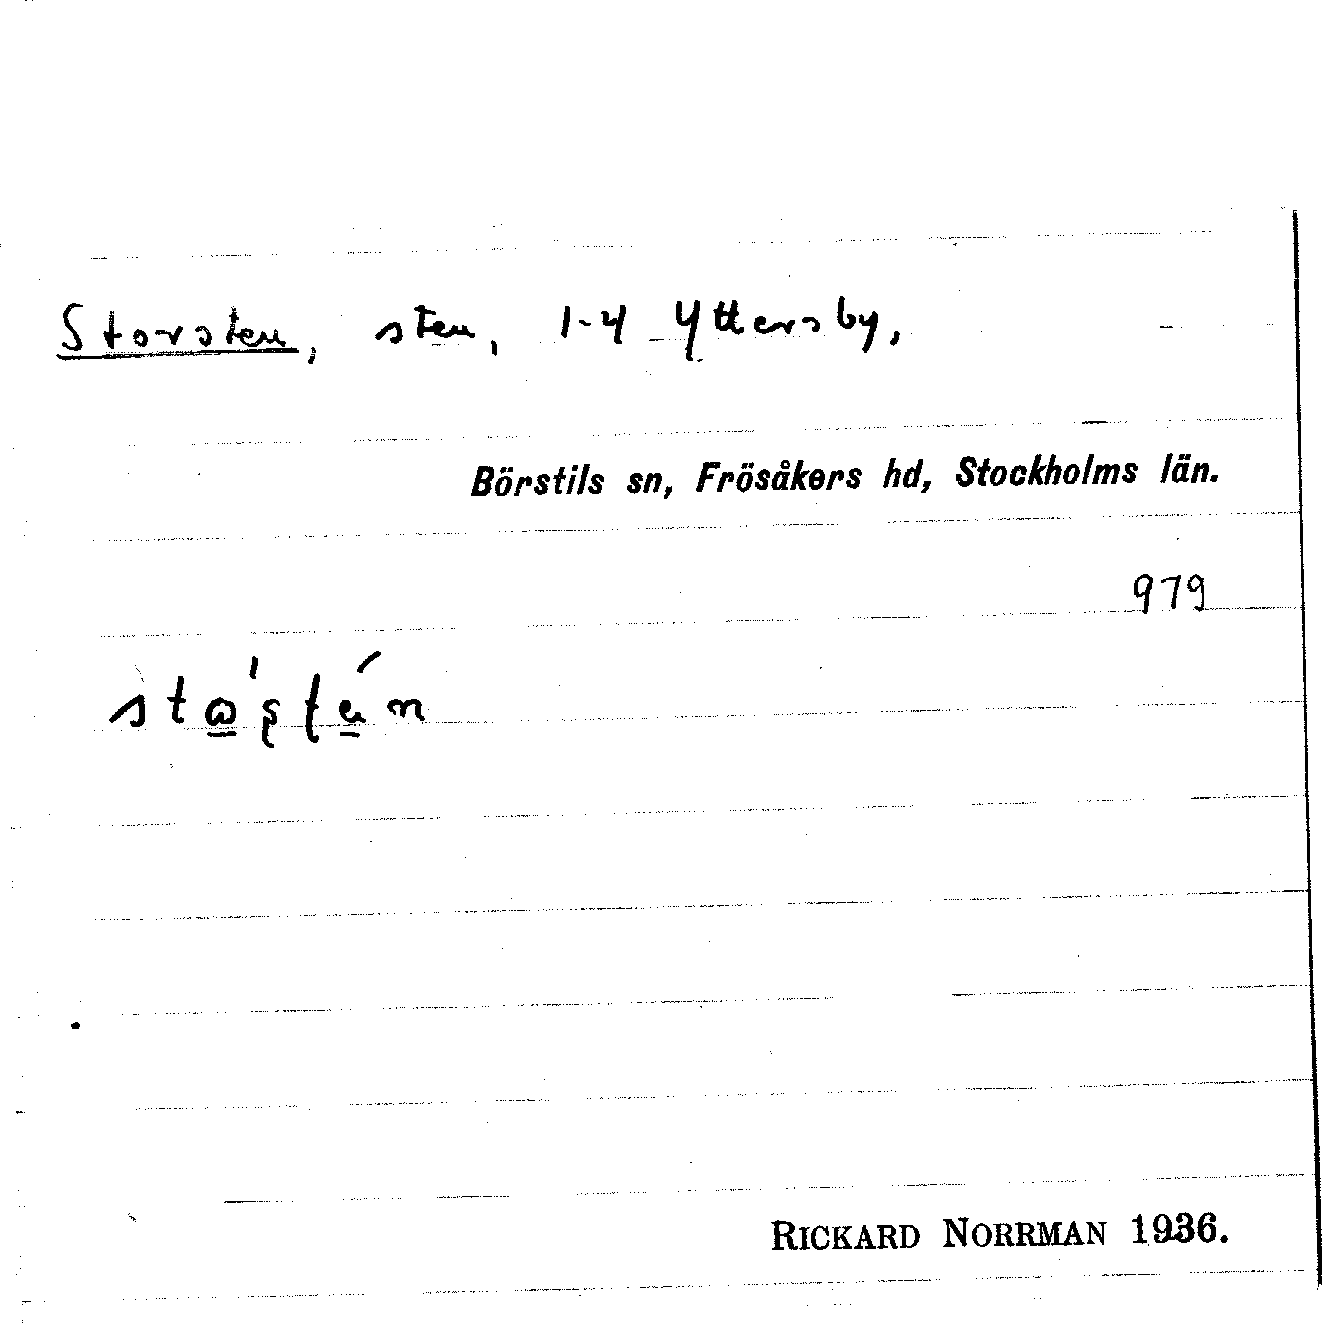 Storsten, sten, 1-4 Yttersby,
Börstils sn, Frösåkers hd, Stockholms län.
979
RICKARD NORRMAN 1936.